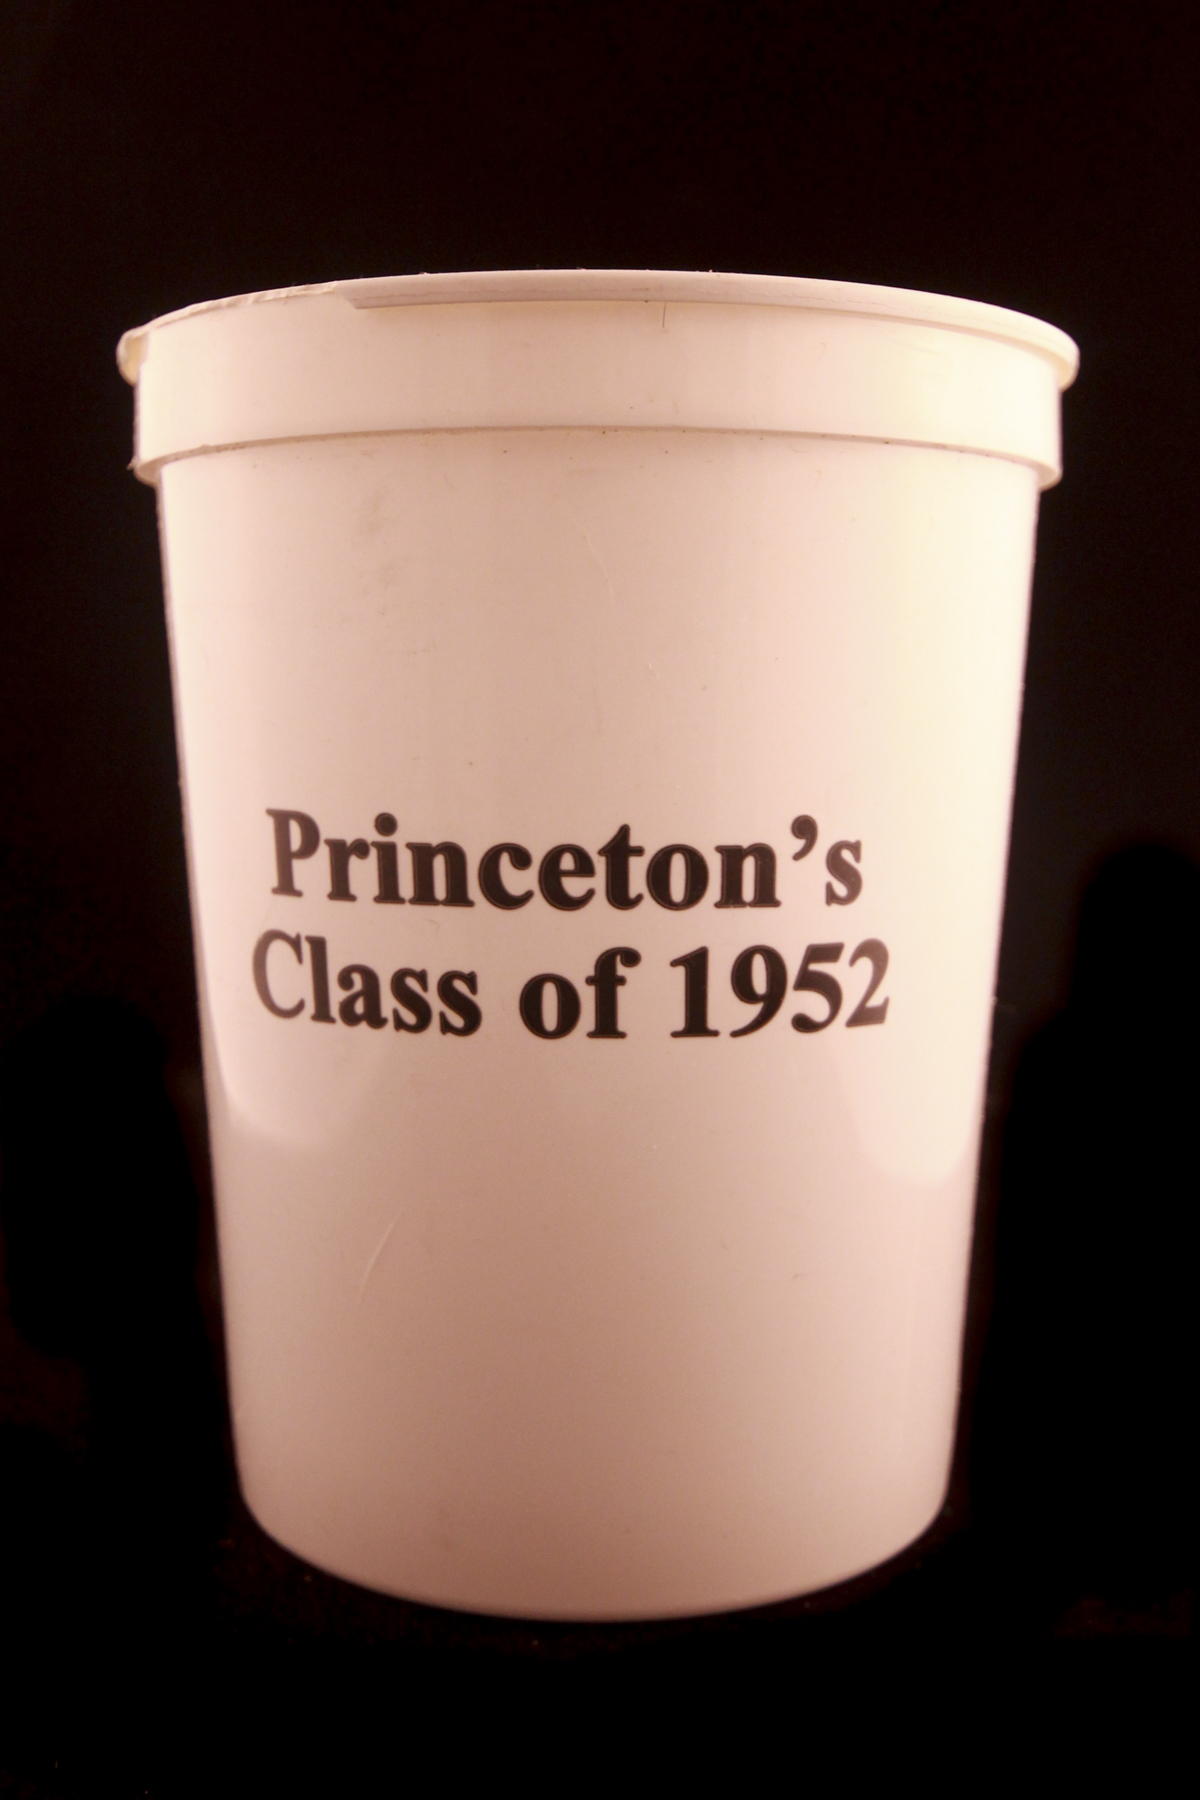 Princeton’s
Class of 1952